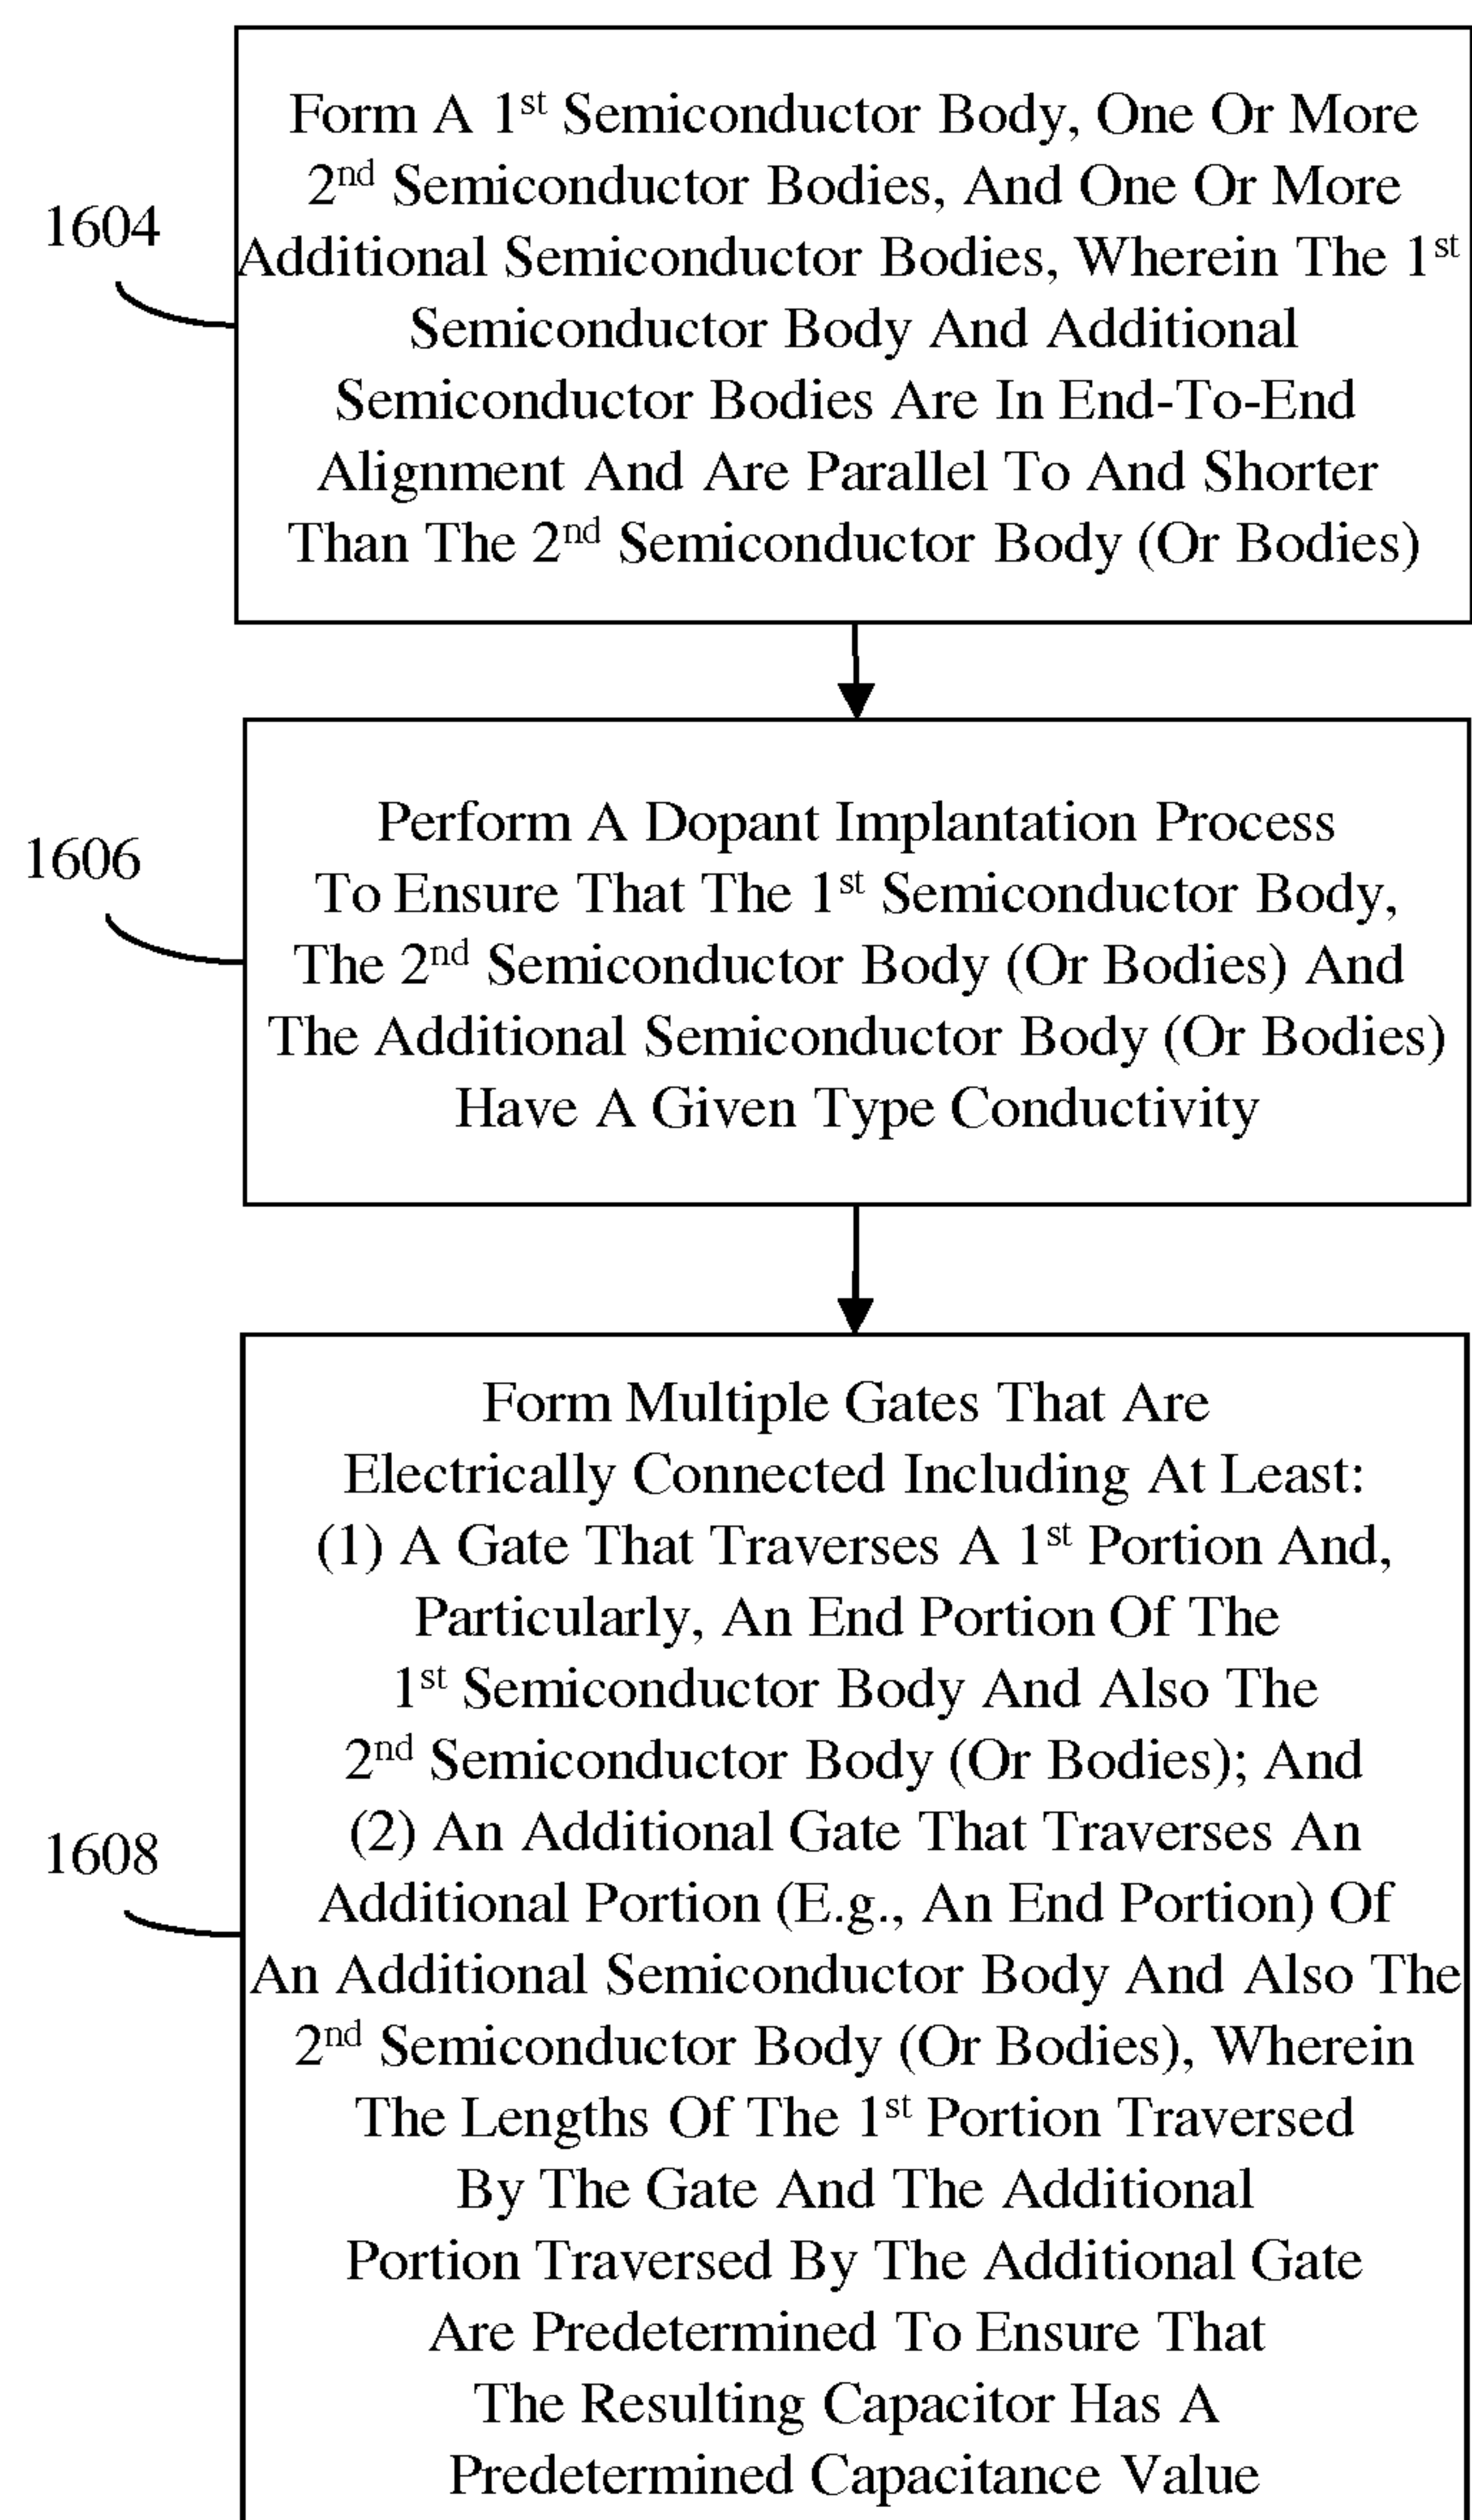 Form A 1st Semiconductor Body, One Or More
2nd Semiconductor Bodies, And One Or More
1604
Additional Semiconductor Bodies, Wherein The 1st
Semiconductor Body And Additional
Semiconductor Bodies Are In End-To-End
Alignment And Are Parallel To And Shorter
Than The 2nd Semiconductor Body (Or Bodies)
Perform A Dopant Implantation Process
1606
To Ensure That The 1st Semiconductor Body,
The 2nd Semiconductor Body (Or Bodies) And
The Additional Semiconductor Body (Or Bodies)
Have A Given Type Conductivity
Form Multiple Gates That Are
Electrically Connected Including At Least:
(1) A Gate That Traverses A 1st Portion And,
Particularly, An End Portion Of The
1st Semiconductor Body And Also The
2nd Semiconductor Body (Or Bodies); And
(2) An Additional Gate That Traverses An
1608
Additional Portion (E.g., An End Portion) Of
An Additional Semiconductor Body And Also The
2nd Semiconductor Body (Or Bodies), Wherein
The Lengths Of The 1st Portion Traversed
By The Gate And The Additional
Portion Traversed By The Additional Gate
Are Predetermined To Ensure That
The Resulting Capacitor Has A
Predetermined Capacitance Value